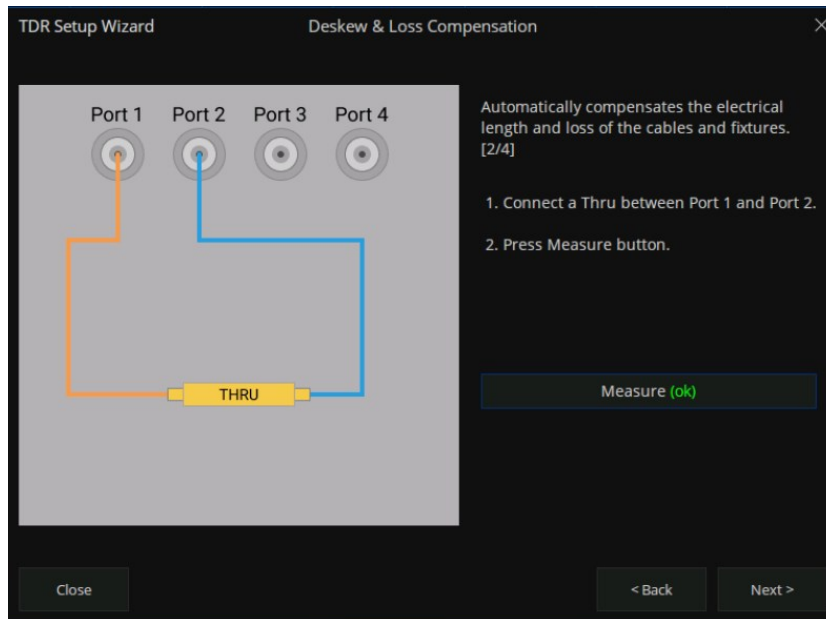 TDR Setup Wizard
Deskew & Loss Compensation
Port 1 Port 2 Port 3 Port 4
THRU
Automatically compensates the electrical
length and loss of the cables and fixtures.
[2/4]
1. Connect a Thru between Port 1 and Port 2.
2. Press Measure button.
Measure (ok)
Close
< Back
Next >